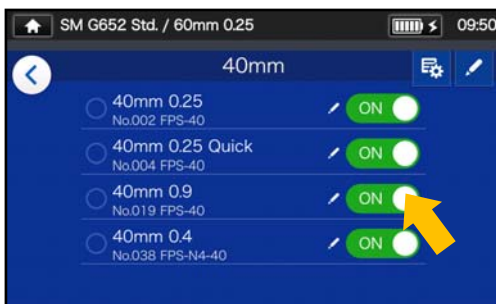 SM G652 Std. / 60mm 0.25
09:50
40mm
40mm 0.25
No.002 FPS-40
ON
40mm 0.25 Quick
No.004 FPS-40
ON
40mm 0.9
No.019 FPS-40
ON
40mm 0.4
No.038 FPS-N4-40
ON